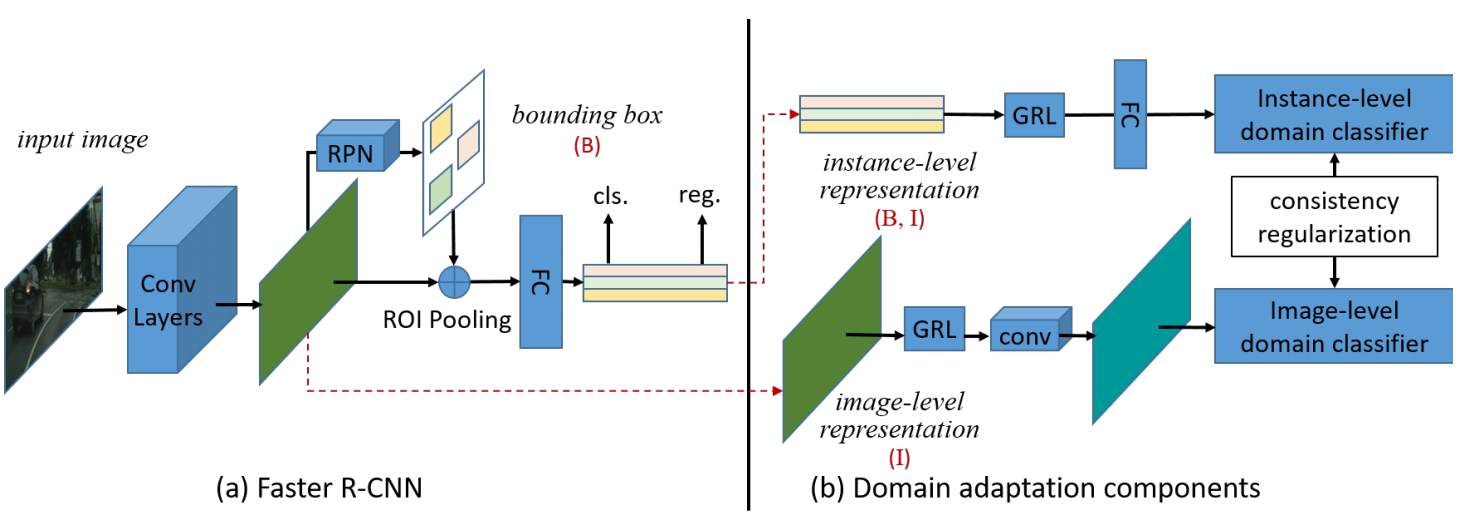 input image
Conv
Layers
RPN
bounding box
(B)
ROI Pooling
FC
cls.
reg.
(a) Faster R-CNN
instance-level
representation
(B, I)
GRL
FC
Instance-level
domain classifier
consistency
regularization
image-level
representation
(I)
GRL
conv
Image-level
domain classifier
(b) Domain adaptation components